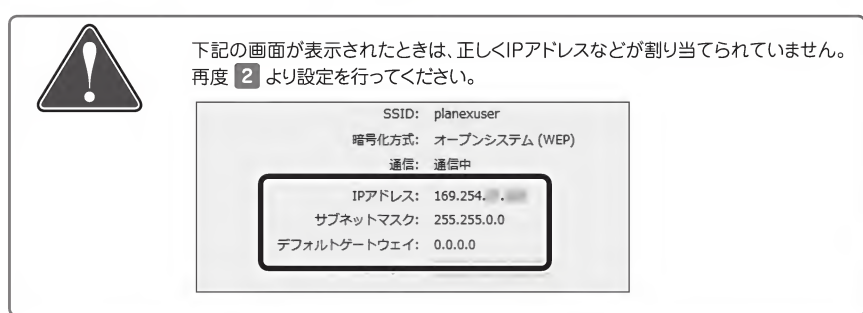 下記の画面が表示されたときは、正しくIPアドレスなどが割り当てられていません。
再度 2 より設定を行ってください。
SSID: planexuser
暗号化方式: オープンシステム (WEP)
通信: 通信中
IPアドレス: 169.254. .
サブネットマスク: 255.255.0.0
デフォルトゲートウェイ: 0.0.0.0